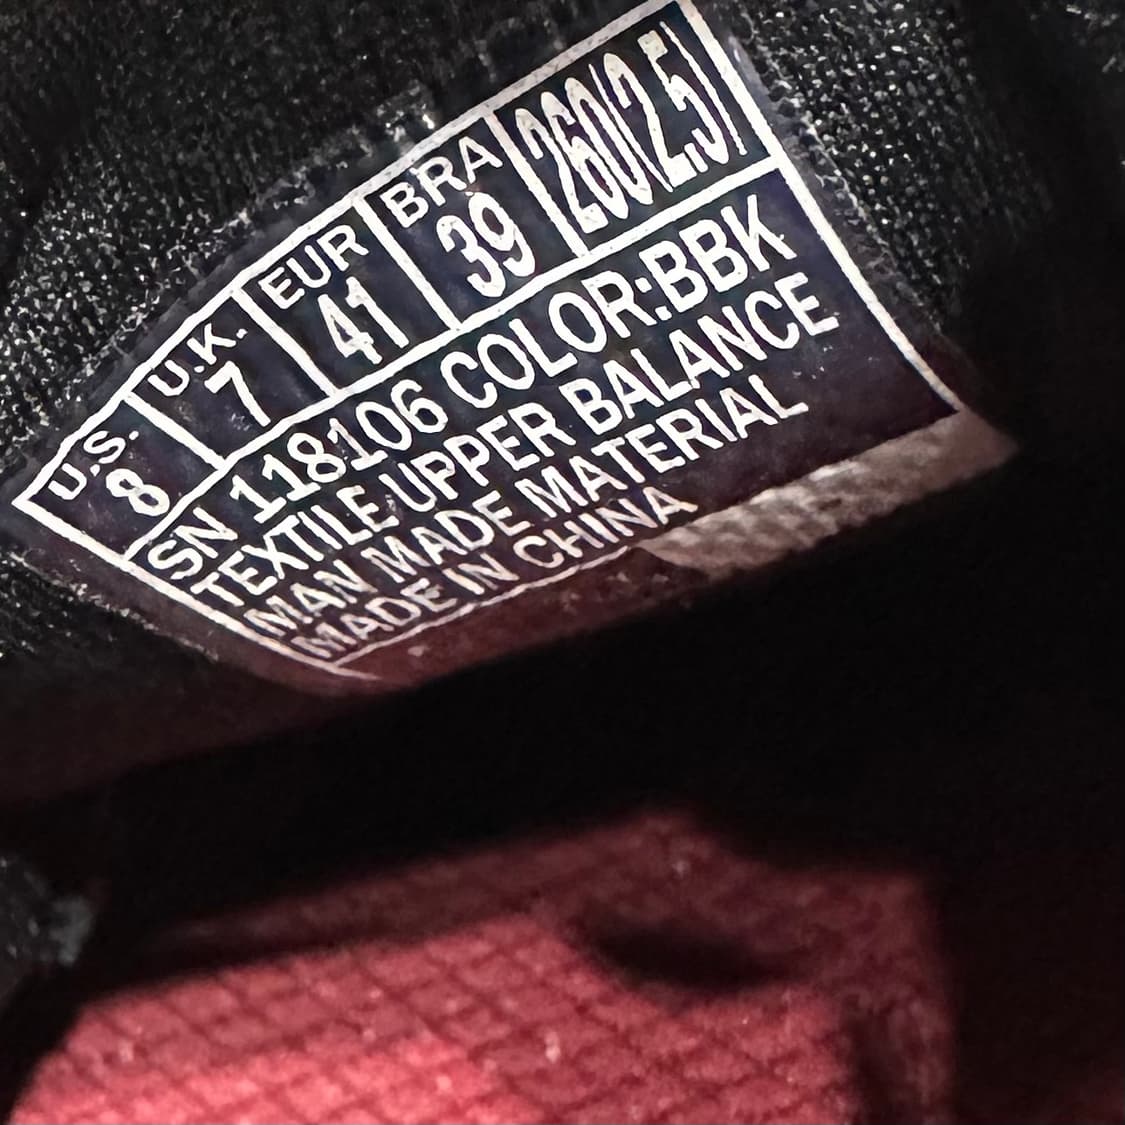 U.S. U.K. EUR BRA 260(2.5)
8 7 41 39
SN 118106 COLOR:BBK
TEXTILE UPPER BALANCE
MAN MADE MATERIAL
MADE IN CHINA